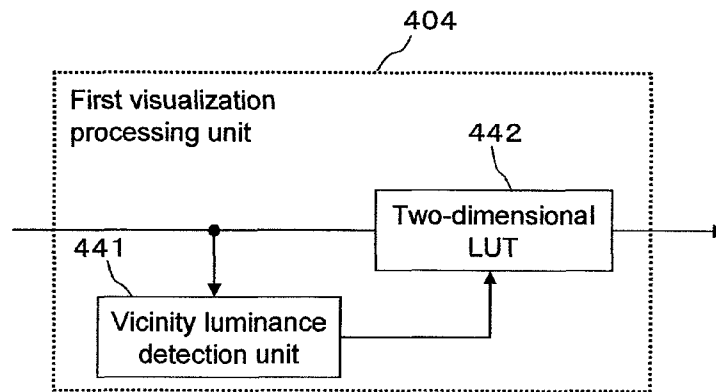 404
First visualization
processing unit
442
Two-dimensional
LUT
441
Vicinity luminance
detection unit